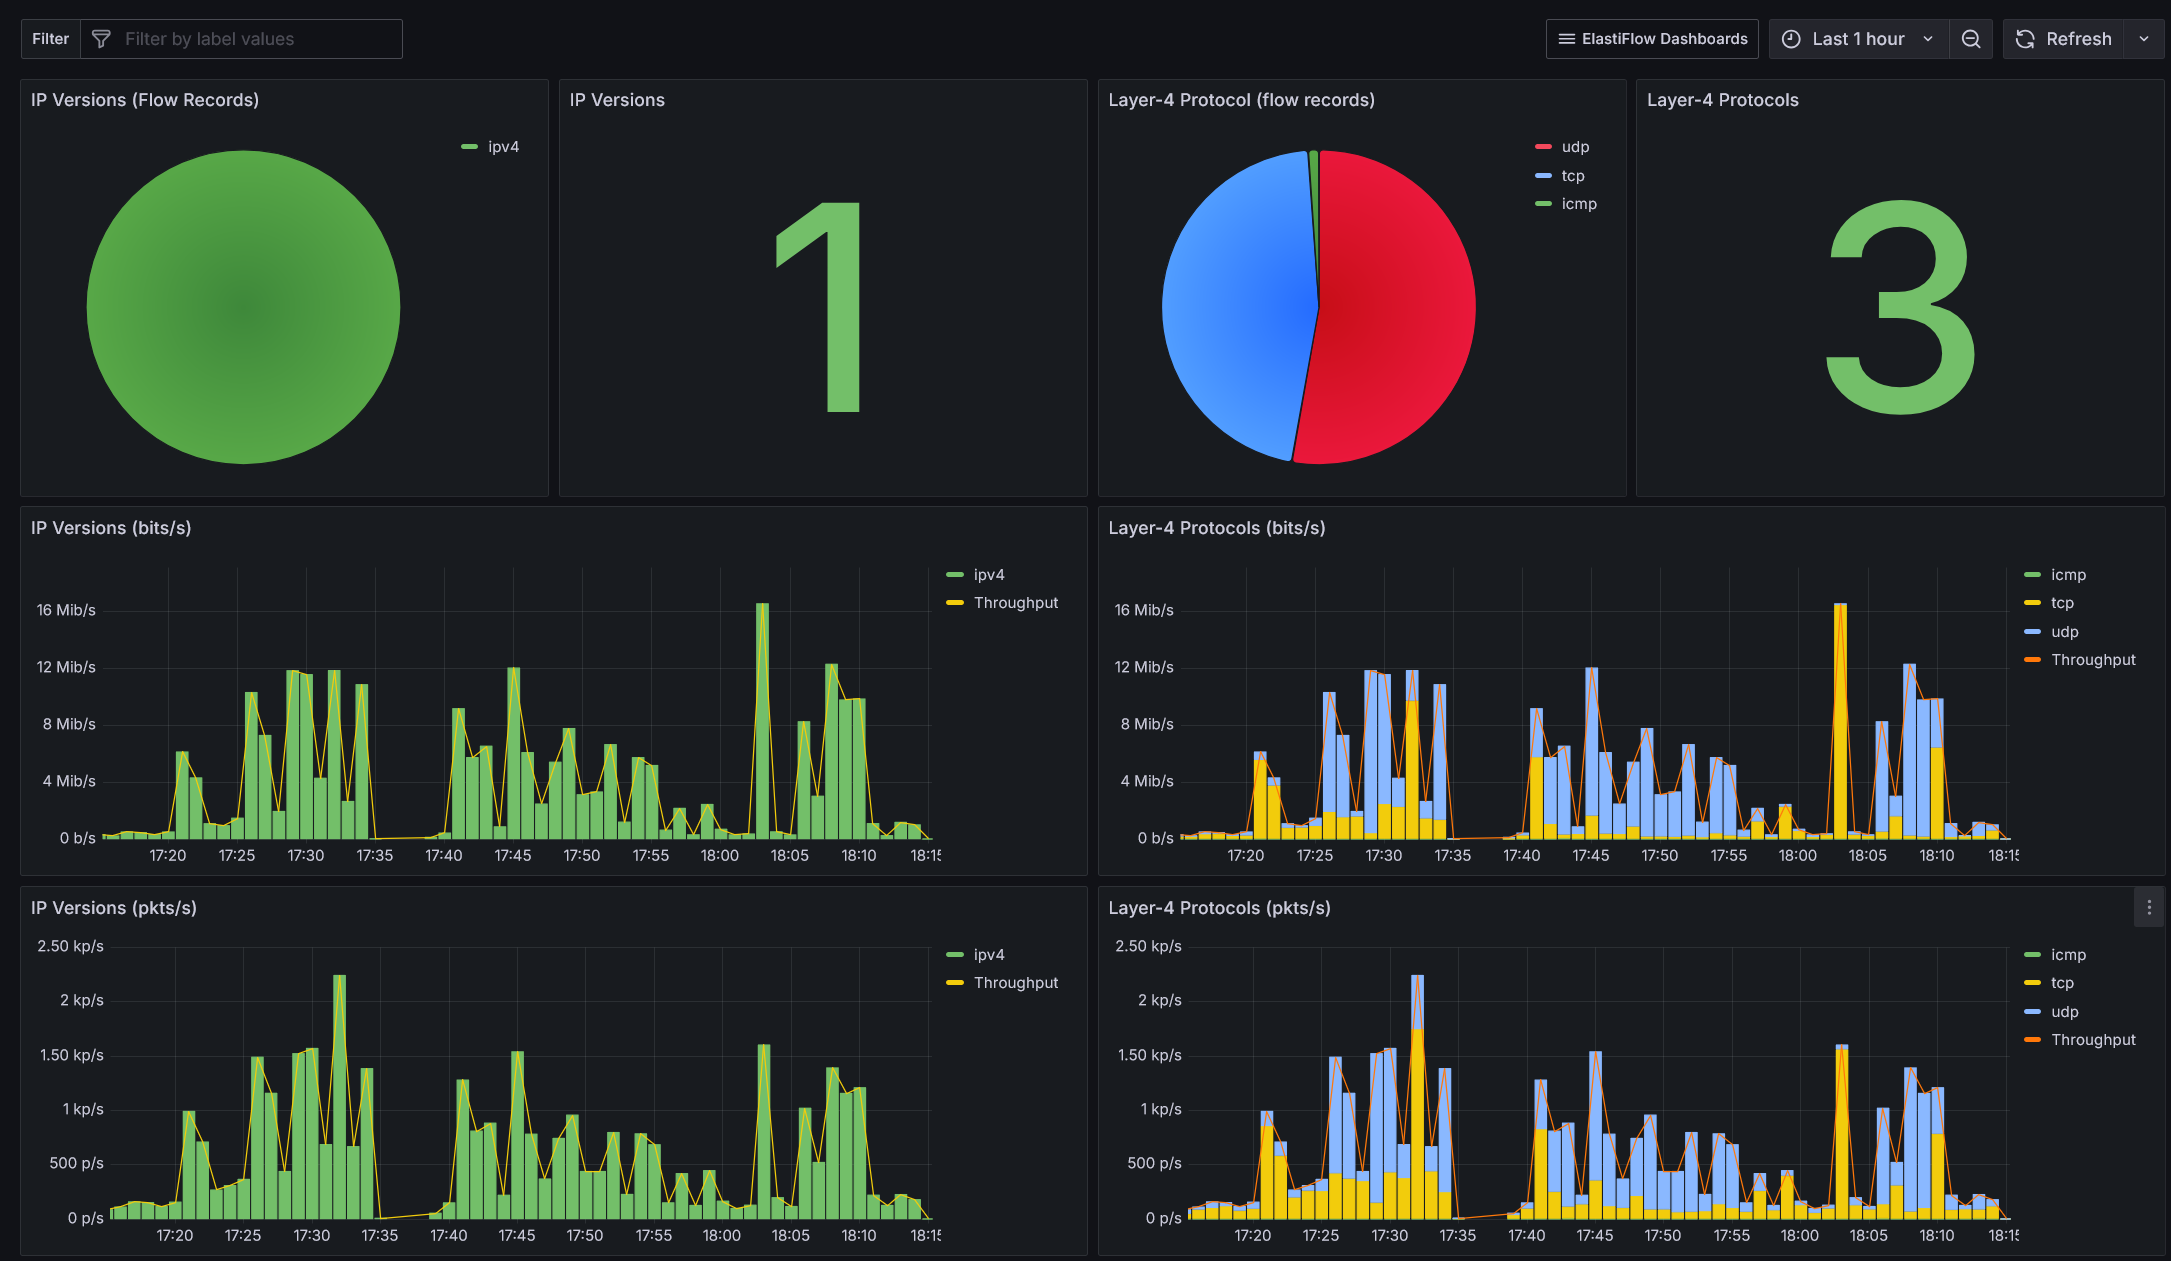 Filter
Filter by label values
ElastiFlow Dashboards
Last 1 hour
Refresh
IP Versions (Flow Records)
ipv4
IP Versions
1
Layer-4 Protocol (flow records)
udp
tcp
icmp
Layer-4 Protocols
3
IP Versions (bits/s)
16 Mib/s
12 Mib/s
8 Mib/s
4 Mib/s
0 b/s
17:20 17:25 17:30 17:35 17:40 17:45 17:50 17:55 18:00 18:05 18:10 18:15
ipv4
Throughput
Layer-4 Protocols (bits/s)
16 Mib/s
12 Mib/s
8 Mib/s
4 Mib/s
0 b/s
17:20 17:25 17:30 17:35 17:40 17:45 17:50 17:55 18:00 18:05 18:10 18:15
icmp
tcp
udp
Throughput
IP Versions (pkts/s)
2.50 kp/s
2 kp/s
1.50 kp/s
1 kp/s
500 p/s
0 p/s
17:20 17:25 17:30 17:35 17:40 17:45 17:50 17:55 18:00 18:05 18:10 18:15
ipv4
Throughput
Layer-4 Protocols (pkts/s)
2.50 kp/s
2 kp/s
1.50 kp/s
1 kp/s
500 p/s
0 p/s
17:20 17:25 17:30 17:35 17:40 17:45 17:50 17:55 18:00 18:05 18:10 18:15
icmp
tcp
udp
Throughput